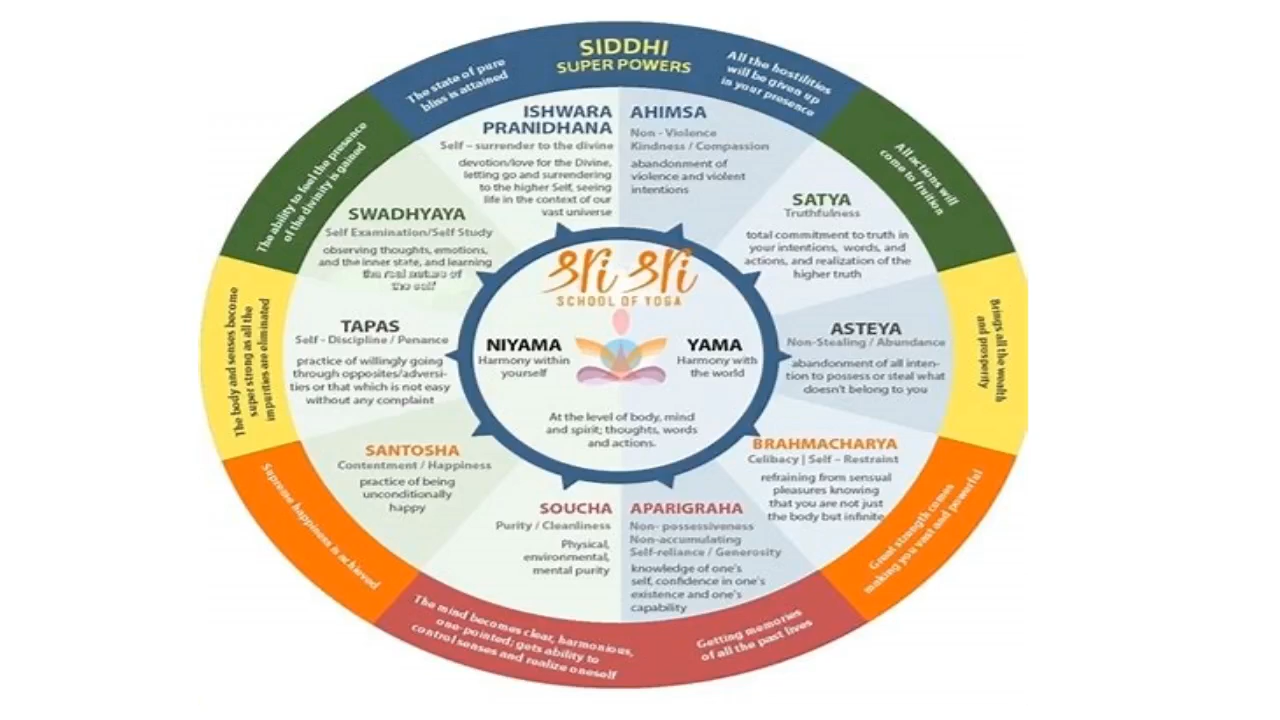 SIDDHI
SUPER POWERS
All the hostilities
will be given up
in your presence
All actions will
come to fruition
Brings all the wealth
and prosperity
Great strength comes
making you vast and powerful
Getting memories
of all the past lives
The mind becomes clear, harmonious,
one-pointed; gets ability to
control senses and realize oneself
Supreme happiness is achieved
The body and senses become
super strong as all the
impurities are eliminated
The ability to feel the presence
of the divinity is gained
The state of pure
bliss is attained
AHIMSA
Non - Violence
Kindness / Compassion
abandonment of
violence and violent
intentions
SATYA
Truthfulness
total commitment to truth in
your intentions, words, and
actions, and realization of the
higher truth
ASTEYA
Non-Stealing / Abundance
abandonment of all inten-
tion to possess or steal what
doesn't belong to you
BRAHMACHARYA
Celibacy | Self - Restraint
refraining from sensual
pleasures knowing
that you are not just
the body but infinite
APARIGRAHA
Non- possessiveness
Non-accumulating
Self-reliance / Generosity
knowledge of one's
self, confidence in one's
existence and one's
capability
SOUCHA
Purity / Cleanliness
Physical,
environmental,
mental purity
SANTOSHA
Contentment / Happiness
practice of being
unconditionally
happy
TAPAS
Self - Discipline / Penance
practice of willingly going
through opposites/adversi-
ties or that which is not easy
without any complaint
SWADHYAYA
Self Examination/Self Study
observing thoughts, emotions,
and the inner state, and learning
the real nature of
the self
ISHWARA
PRANIDHANA
Self - surrender to the divine
devotion/love for the Divine,
letting go and surrendering
to the higher Self, seeing
life in the context of our
vast universe
sri sri
SCHOOL OF YOGA
NIYAMA
Harmony within
yourself
YAMA
Harmony with
the world
At the level of body, mind
and spirit; thoughts, words
and actions.